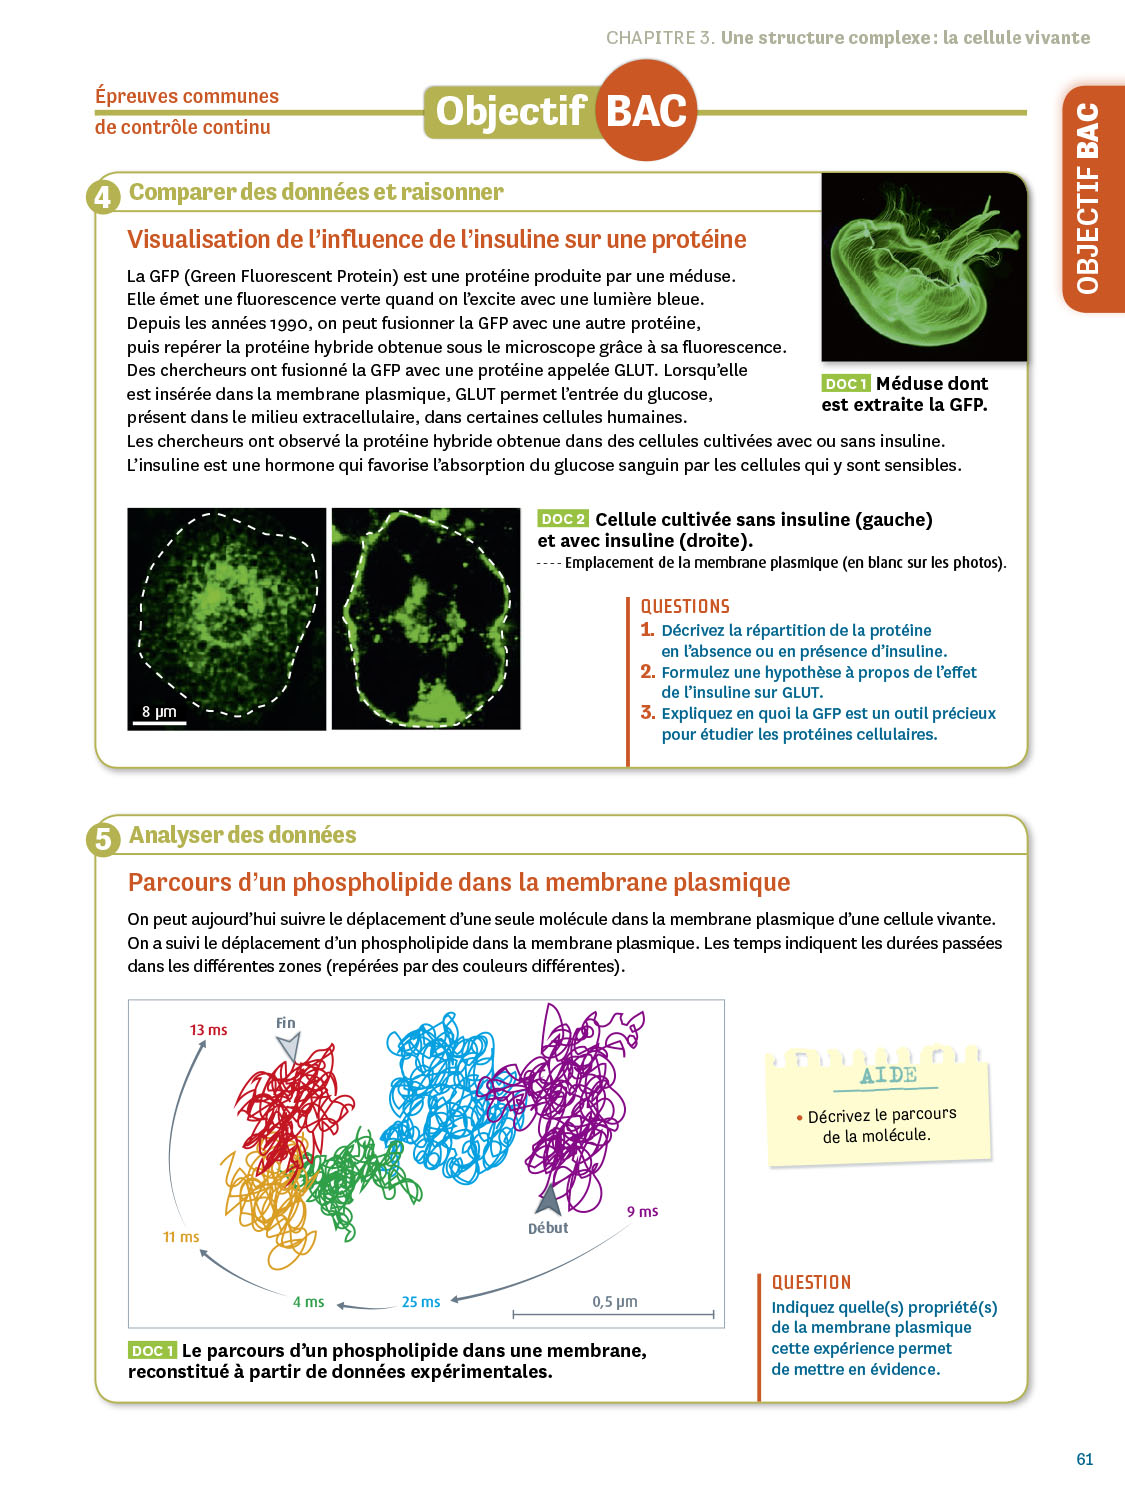 CHAPITRE 3. Une structure complexe : la cellule vivante
Épreuves communes
de contrôle continu
Objectif BAC
OBJECTIF BAC
4 Comparer des données et raisonner
Visualisation de l'influence de l'insuline sur une protéine
La GFP (Green Fluorescent Protein) est une protéine produite par une méduse.
Elle émet une fluorescence verte quand on l'excite avec une lumière bleue.
Depuis les années 1990, on peut fusionner la GFP avec une autre protéine,
puis repérer la protéine hybride obtenue sous le microscope grâce à sa fluorescence.
Des chercheurs ont fusionné la GFP avec une protéine appelée GLUT. Lorsqu'elle
est insérée dans la membrane plasmique, GLUT permet l'entrée du glucose,
présent dans le milieu extracellulaire, dans certaines cellules humaines.
Les chercheurs ont observé la protéine hybride obtenue dans des cellules cultivées avec ou sans insuline.
L'insuline est une hormone qui favorise l'absorption du glucose sanguin par les cellules qui y sont sensibles.
DOC 1 Méduse dont
est extraite la GFP.
8 µm
DOC 2 Cellule cultivée sans insuline (gauche)
et avec insuline (droite).
---- Emplacement de la membrane plasmique (en blanc sur les photos).
QUESTIONS
1. Décrivez la répartition de la protéine
en l'absence ou en présence d'insuline.
2. Formulez une hypothèse à propos de l'effet
de l'insuline sur GLUT.
3. Expliquez en quoi la GFP est un outil précieux
pour étudier les protéines cellulaires.
5 Analyser des données
Parcours d'un phospholipide dans la membrane plasmique
On peut aujourd'hui suivre le déplacement d'une seule molécule dans la membrane plasmique d'une cellule vivante.
On a suivi le déplacement d'un phospholipide dans la membrane plasmique. Les temps indiquent les durées passées
dans les différentes zones (repérées par des couleurs différentes).
13 ms
Fin
Début
9 ms
11 ms
4 ms
25 ms
0,5 µm
DOC 1 Le parcours d'un phospholipide dans une membrane,
reconstitué à partir de données expérimentales.
AIDE
• Décrivez le parcours
de la molécule.
QUESTION
Indiquez quelle(s) propriété(s)
de la membrane plasmique
cette expérience permet
de mettre en évidence.
61